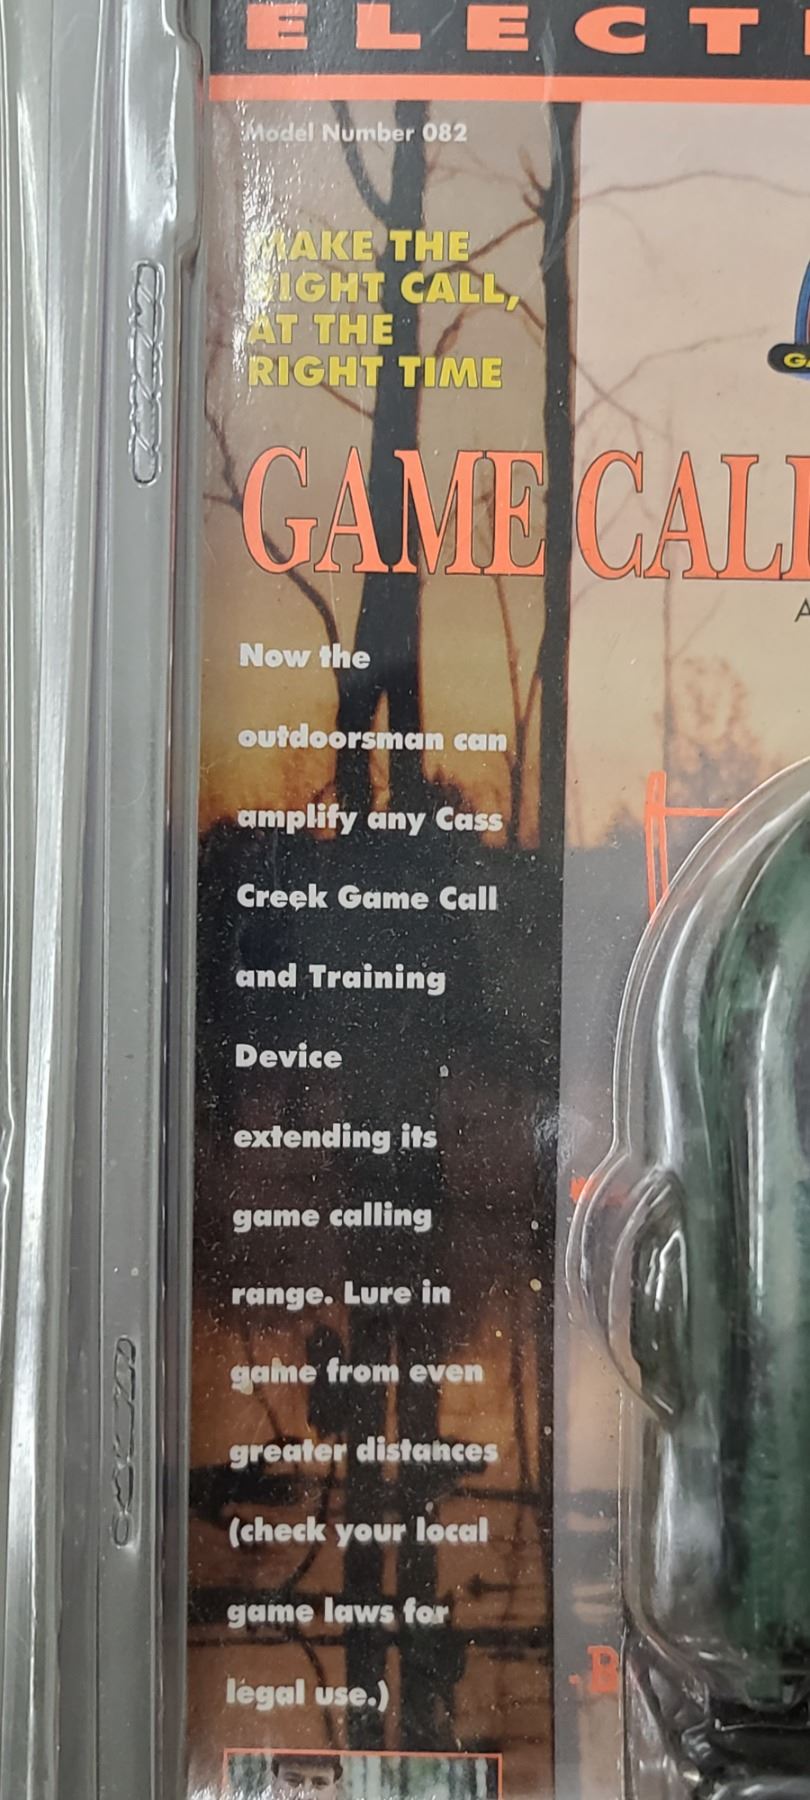 ELECT
Model Number 082
MAKE THE
RIGHT CALL,
AT THE
RIGHT TIME
GAME CALL
Now the
outdoorsman can
amplify any Cass
Creek Game Call
and Training
Device
extending its
game calling
range. Lure in
game from even
greater distances
(check your local
game laws for
legal use.)